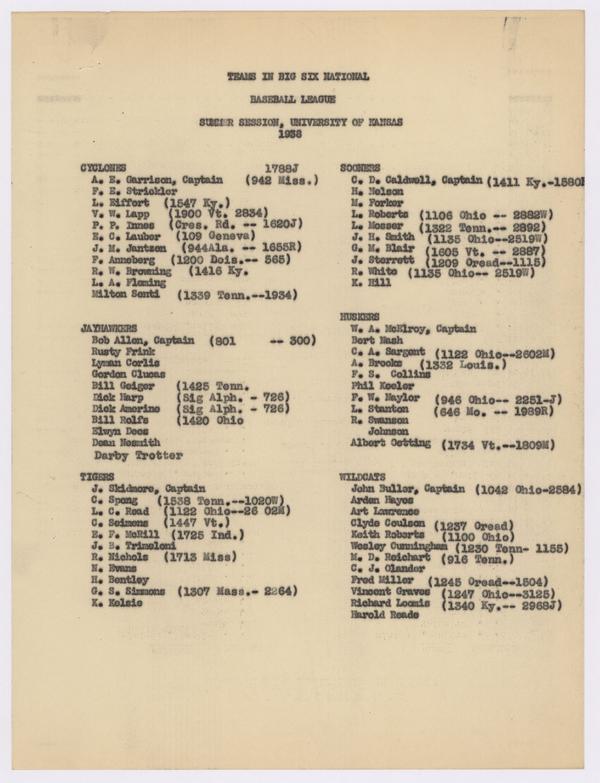 TEAMS IN BIG SIX NATIONAL
BASEBALL LEAGUE
SUMMER SESSION, UNIVERSITY OF KANSAS
1938
CYCLONES 1788J
A. E. Garrison, Captain (942 Miss.)
F. E. Strickler
L. Eiffert (1547 Ky.)
V. W. Lapp (1900 Vt. 2834)
P. P. Innes (Cres. Rd. -- 1620J)
E. C. Lauber (109 Geneva)
J. M. Jantzen (944Ala. -- 1655R)
F. Anneberg (1200 Lois.-- 565)
R. W. Browning (1416 Ky.
L. A. Fleming
Milton Senti (1339 Tenn.--1934)
JAYHAWKERS
Bob Allen, Captain (801 -- 300)
Rusty Frink
Lyman Corlis
Gordon Clucas
Bill Geiger (1425 Tenn.
Dick Harp (Sig Alph. - 726)
Dick Amerine (Sig Alph. - 726)
Bill Rolfs (1420 Ohio
Elwyn Dees
Dean Nesmith
Darby Trotter
TIGERS
J. Skidmore, Captain
C. Spong (1538 Tenn.--1020W)
L. C. Read (1122 Ohio--26 02M)
C. Seimens (1447 Vt.)
E. F. McRill (1725 Ind.)
J. B. Trimeloni
R. Nichols (1713 Miss)
N. Evans
H. Bentley
G. S. Simmons (1307 Mass.- 2264)
K. Kelsie
SOONERS
C. D. Caldwell, Captain (1411 Ky.-1580
H. Nelson
M. Forker
L. Roberts (1106 Ohio -- 2882W)
L. Mosser (1322 Tenn.-- 2892)
J. H. Smith (1135 Ohio--2519W)
G. M. Blair (1605 Vt. -- 2887)
J. Sterrett (1209 Oread--1115)
R. White (1135 Ohio-- 2519W)
K. Hill
HUSKERS
W. A. McElroy, Captain
Bert Nash
C. A. Sargent (1122 Ohio--2602M)
A. Brooks (1332 Louis.)
F. S. Collins
Phil Keeler
F. W. Naylor (946 Ohio-- 2251-J)
L. Stanton (646 Mo. -- 1989R)
R. Swanson
Johnson
Albert Oetting (1734 Vt.--1809M)
WILDCATS
John Buller, Captain (1042 Ohio-2584)
Arden Hayes
Art Lawrence
Clyde Coulson (1237 Oread)
Keith Roberts (1100 Ohio)
Wesley Cunningham (1230 Tenn- 1155)
M. D. Reichart (916 Tenn.)
C. J. Olander
Fred Miller (1245 Oread--1504)
Vincent Graves (1247 Ohio--3125)
Richard Loomis (1340 Ky.-- 2968J)
Harold Reade